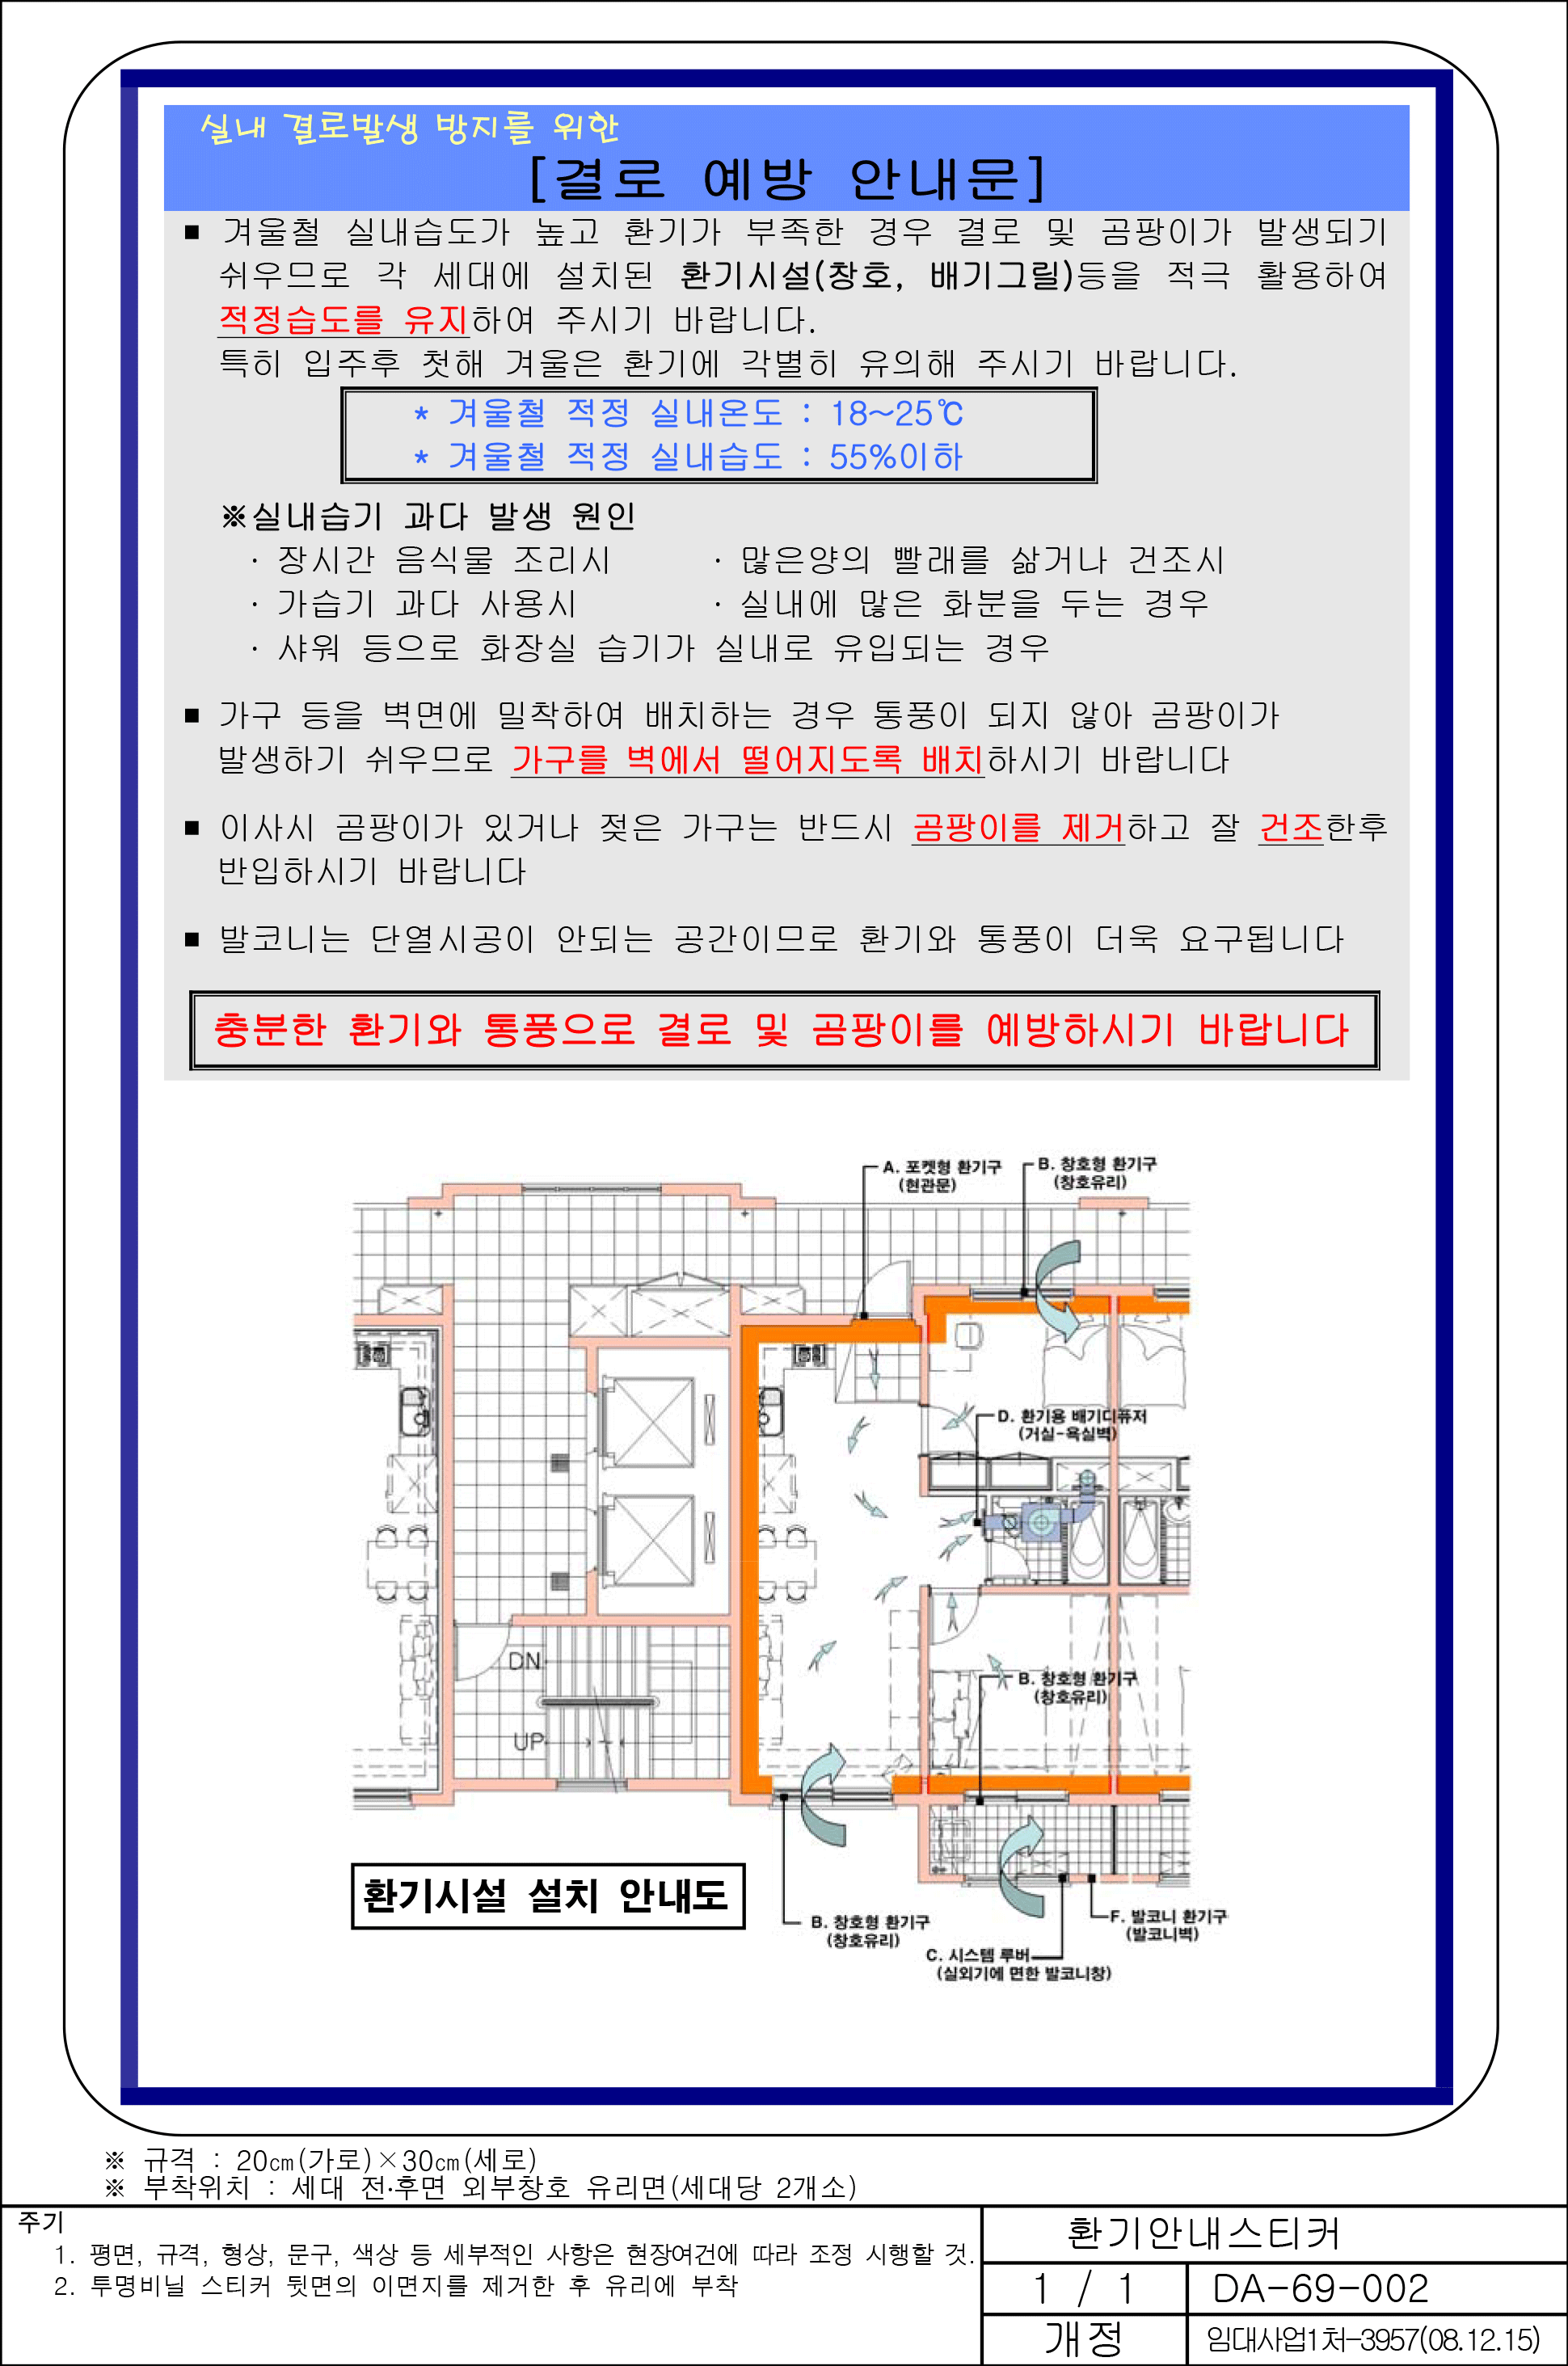 실내 결로발생 방지를 위한
[결로 예방 안내문]
■ 겨울철 실내습도가 높고 환기가 부족한 경우 결로 및 곰팡이가 발생되기
쉬우므로 각 세대에 설치된 환기시설(창호, 배기그릴)등을 적극 활용하여
적정습도를 유지하여 주시기 바랍니다.
특히 입주후 첫해 겨울은 환기에 각별히 유의해 주시기 바랍니다.
* 겨울철 적정 실내온도 : 18~25℃
* 겨울철 적정 실내습도 : 55%이하
※실내습기 과다 발생 원인
· 장시간 음식물 조리시 · 많은양의 빨래를 삶거나 건조시
· 가습기 과다 사용시 · 실내에 많은 화분을 두는 경우
· 샤워 등으로 화장실 습기가 실내로 유입되는 경우
■ 가구 등을 벽면에 밀착하여 배치하는 경우 통풍이 되지 않아 곰팡이가
발생하기 쉬우므로 가구를 벽에서 떨어지도록 배치하시기 바랍니다
■ 이사시 곰팡이가 있거나 젖은 가구는 반드시 곰팡이를 제거하고 잘 건조한후
반입하시기 바랍니다
■ 발코니는 단열시공이 안되는 공간이므로 환기와 통풍이 더욱 요구됩니다
충분한 환기와 통풍으로 결로 및 곰팡이를 예방하시기 바랍니다
A. 포켓형 환기구
(현관문)
B. 창호형 환기구
(창호유리)
D. 환기용 배기디퓨저
(거실-욕실벽)
DN
UP
B. 창호형 환기구
(창호유리)
환기시설 설치 안내도
B. 창호형 환기구
(창호유리)
F. 발코니 환기구
(발코니벽)
C. 시스템 루버
(실외기에 면한 발코니창)
※ 규격 : 20㎝(가로)×30㎝(세로)
※ 부착위치 : 세대 전·후면 외부창호 유리면(세대당 2개소)
주기
1. 평면, 규격, 형상, 문구, 색상 등 세부적인 사항은 현장여건에 따라 조정 시행할 것.
2. 투명비닐 스티커 뒷면의 이면지를 제거한 후 유리에 부착
환기안내스티커
1 / 1 DA-69-002
개정 임대사업1처-3957(08.12.15)